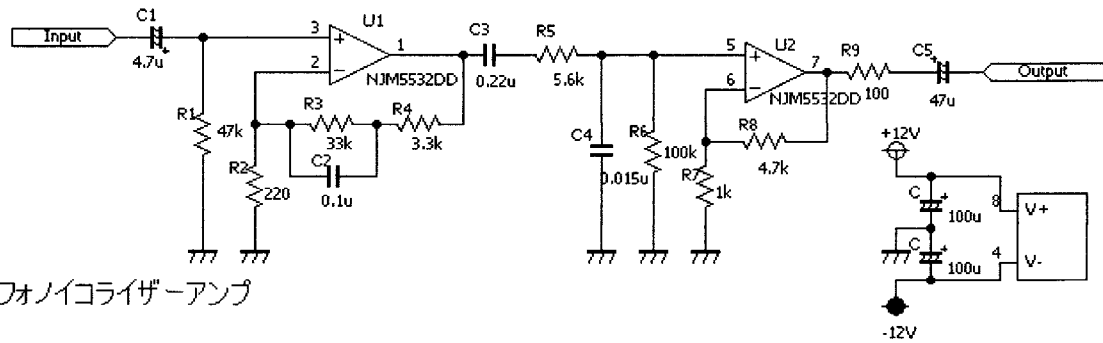 Input
C1
4.7u
R1
47k
3
2
U1
1
NJM5532DD
R2
220
R3
33k
C2
0.1u
R4
3.3k
C3
0.22u
R5
5.6k
C4
0.015u
R6
100k
5
6
U2
7
NJM5532DD
R7
1k
R8
4.7k
R9
100
C5
47u
Output
+12V
C
100u
C
100u
8
V+
4
V-
-12V
フォノイコライザーアンプ